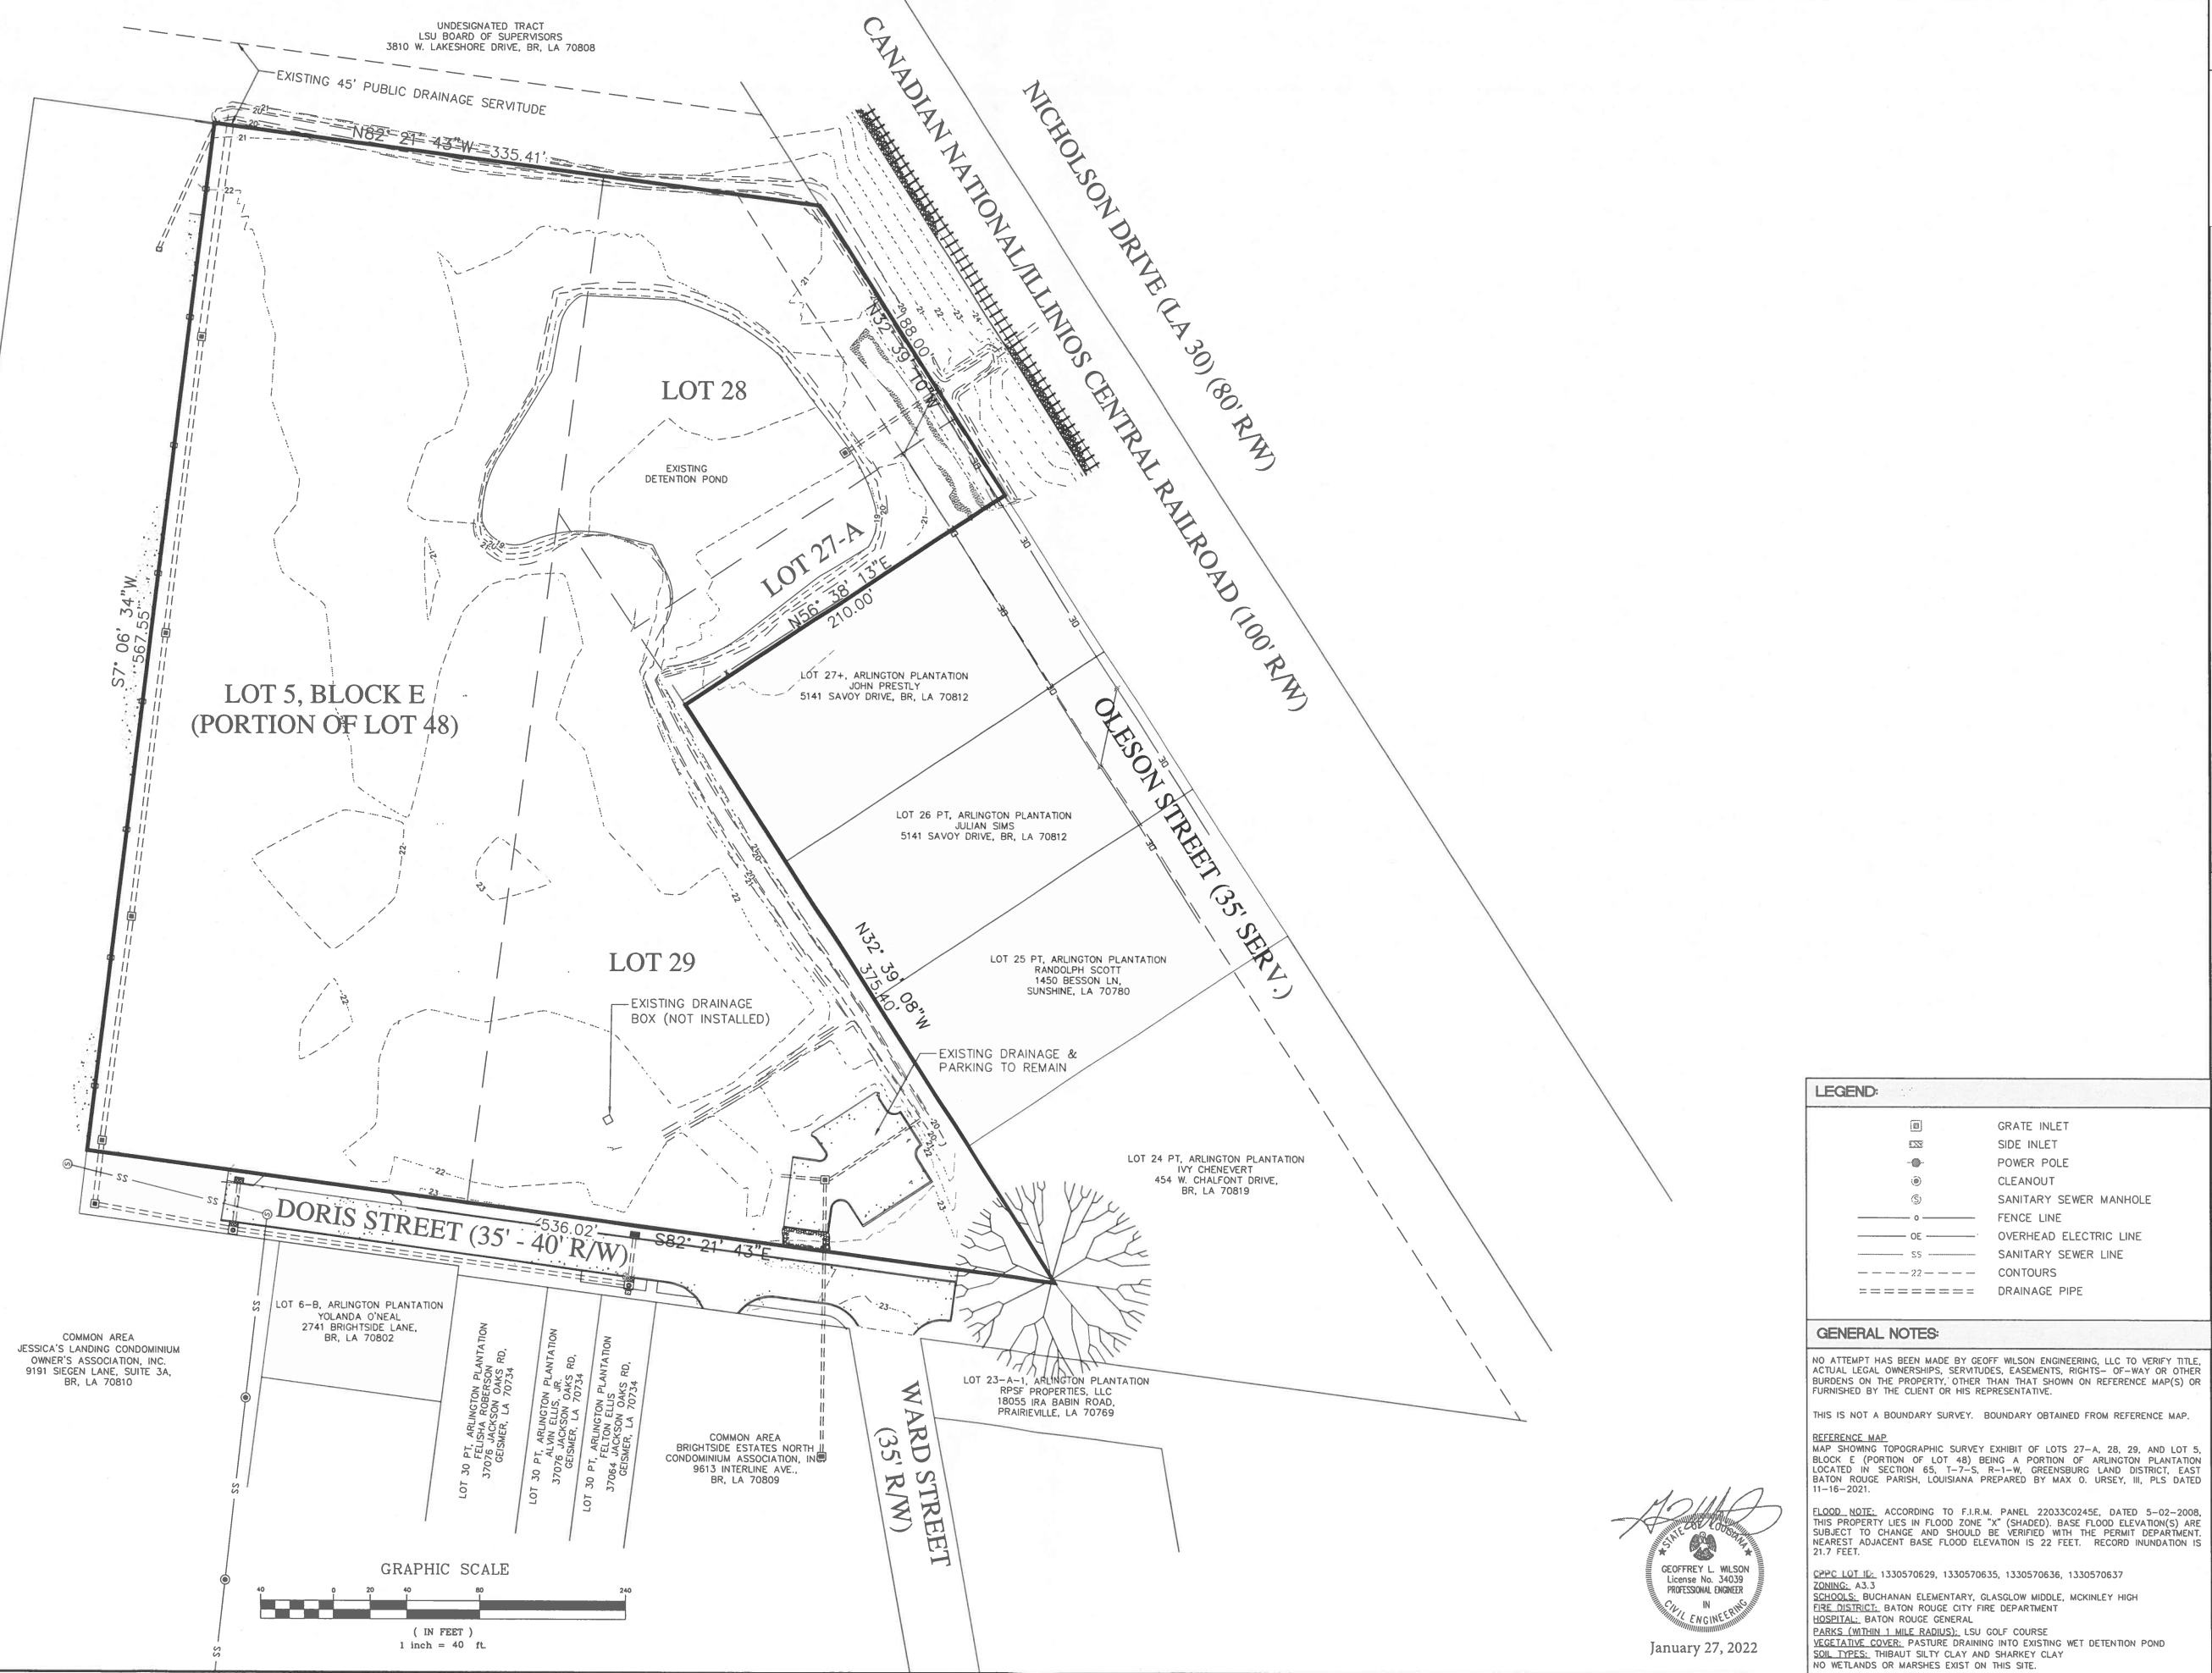 UNDESIGNATED TRACT
LSU BOARD OF SUPERVISORS
3810 W. LAKESHORE DRIVE, BR, LA 70808
EXISTING 45' PUBLIC DRAINAGE SERVITUDE
N82° 21' 43"W 335.41'
CANADIAN NATIONAL/ILLINIOS CENTRAL RAILROAD (100' R/W)
NICHOLSON DRIVE (LA 30) (80' R/W)
N32° 39' 10"W
188.00'
LOT 28
EXISTING
DETENTION POND
LOT 27-A
N56° 38' 13"E
210.00'
S7° 06' 34"W
567.55'
LOT 5, BLOCK E
(PORTION OF LOT 48)
LOT 27+, ARLINGTON PLANTATION
JOHN PRESTLY
5141 SAVOY DRIVE, BR, LA 70812
OLESON STREET (35' SERV.)
LOT 26 PT, ARLINGTON PLANTATION
JULIAN SIMS
5141 SAVOY DRIVE, BR, LA 70812
LOT 29
N32° 39' 08"W
375.40'
LOT 25 PT, ARLINGTON PLANTATION
RANDOLPH SCOTT
1450 BESSON LN,
SUNSHINE, LA 70780
EXISTING DRAINAGE
BOX (NOT INSTALLED)
EXISTING DRAINAGE &
PARKING TO REMAIN
LOT 24 PT, ARLINGTON PLANTATION
IVY CHENEVERT
454 W. CHALFONT DRIVE,
BR, LA 70819
DORIS STREET (35' - 40' R/W)
536.02'
S82° 21' 43"E
LOT 6-B, ARLINGTON PLANTATION
YOLANDA O'NEAL
2741 BRIGHTSIDE LANE,
BR, LA 70802
COMMON AREA
JESSICA'S LANDING CONDOMINIUM
OWNER'S ASSOCIATION, INC.
9191 SIEGEN LANE, SUITE 3A,
BR, LA 70810
LOT 30 PT, ARLINGTON PLANTATION
FELISHA ROBERSON
37076 JACKSON OAKS RD,
GEISMER, LA 70734
LOT 30 PT, ARLINGTON PLANTATION
ALVIN ELLIS, JR.
37076 JACKSON OAKS RD,
GEISMER, LA 70734
LOT 30 PT, ARLINGTON PLANTATION
FELTON ELLIS
37064 JACKSON OAKS RD,
GEISMER, LA 70734
COMMON AREA
BRIGHTSIDE ESTATES NORTH
CONDOMINIUM ASSOCIATION, INC
9613 INTERLINE AVE.,
BR, LA 70809
LOT 23-A-1, ARLINGTON PLANTATION
RPSF PROPERTIES, LLC
18055 IRA BABIN ROAD,
PRAIRIEVILLE, LA 70769
WARD STREET
(35' R/W)
GRAPHIC SCALE
40 0 20 40 80 240
( IN FEET )
1 inch = 40 ft.
STATE OF LOUISIANA
GEOFFREY L. WILSON
License No. 34039
PROFESSIONAL ENGINEER
IN
CIVIL ENGINEERING
January 27, 2022
LEGEND:
GRATE INLET
SIDE INLET
POWER POLE
CLEANOUT
S SANITARY SEWER MANHOLE
o FENCE LINE
OE OVERHEAD ELECTRIC LINE
SS SANITARY SEWER LINE
22 CONTOURS
DRAINAGE PIPE
GENERAL NOTES:
NO ATTEMPT HAS BEEN MADE BY GEOFF WILSON ENGINEERING, LLC TO VERIFY TITLE,
ACTUAL LEGAL OWNERSHIPS, SERVITUDES, EASEMENTS, RIGHTS- OF-WAY OR OTHER
BURDENS ON THE PROPERTY, OTHER THAN THAT SHOWN ON REFERENCE MAP(S) OR
FURNISHED BY THE CLIENT OR HIS REPRESENTATIVE.
THIS IS NOT A BOUNDARY SURVEY. BOUNDARY OBTAINED FROM REFERENCE MAP.
REFERENCE MAP
MAP SHOWING TOPOGRAPHIC SURVEY EXHIBIT OF LOTS 27-A, 28, 29, AND LOT 5,
BLOCK E (PORTION OF LOT 48) BEING A PORTION OF ARLINGTON PLANTATION
LOCATED IN SECTION 65, T-7-S, R-1-W, GREENSBURG LAND DISTRICT, EAST
BATON ROUGE PARISH, LOUISIANA PREPARED BY MAX O. URSEY, III, PLS DATED
11-16-2021.
FLOOD NOTE: ACCORDING TO F.I.R.M. PANEL 22033C0245E, DATED 5-02-2008,
THIS PROPERTY LIES IN FLOOD ZONE "X" (SHADED). BASE FLOOD ELEVATION(S) ARE
SUBJECT TO CHANGE AND SHOULD BE VERIFIED WITH THE PERMIT DEPARTMENT.
NEAREST ADJACENT BASE FLOOD ELEVATION IS 22 FEET. RECORD INUNDATION IS
21.7 FEET.
CPPC LOT ID: 1330570629, 1330570635, 1330570636, 1330570637
ZONING: A3.3
SCHOOLS: BUCHANAN ELEMENTARY, GLASGLOW MIDDLE, MCKINLEY HIGH
FIRE DISTRICT: BATON ROUGE CITY FIRE DEPARTMENT
HOSPITAL: BATON ROUGE GENERAL
PARKS (WITHIN 1 MILE RADIUS): LSU GOLF COURSE
VEGETATIVE COVER: PASTURE DRAINING INTO EXISTING WET DETENTION POND
SOIL TYPES: THIBAUT SILTY CLAY AND SHARKEY CLAY
NO WETLANDS OR MARSHES EXIST ON THIS SITE.